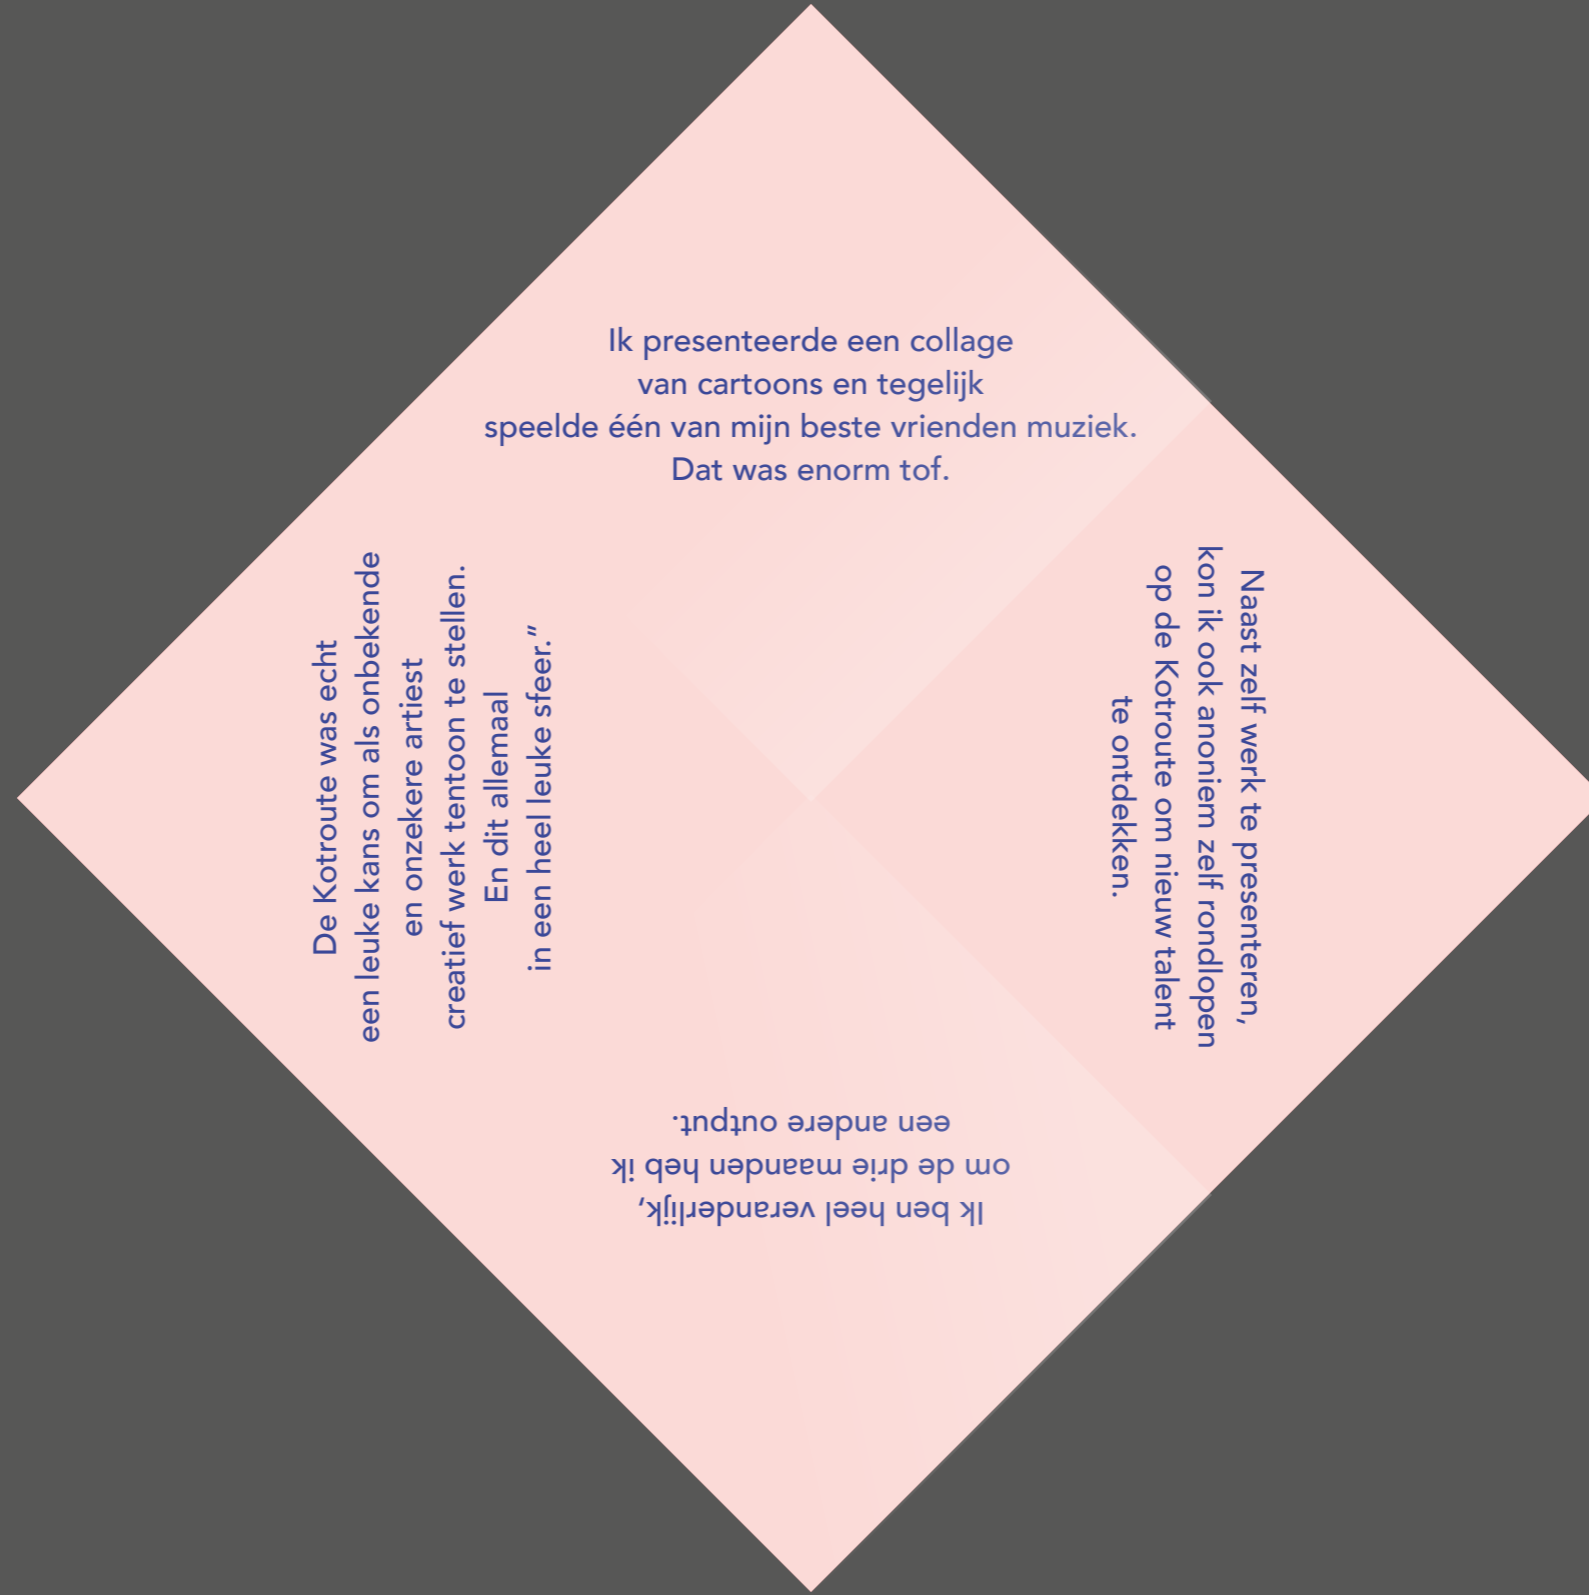 Ik presenteerde een collage
van cartoons en tegelijk
speelde één van mijn beste vrienden muziek.
Dat was enorm tof.
Naast zelf werk te presenteren,
kon ik ook anoniem zelf rondlopen
op de Kotroute om nieuw talent
te ontdekken.
Ik ben heel veranderlijk,
om de drie maanden heb ik
een andere output.
De Kotroute was echt
een leuke kans om als onbekende
en onzekere artiest
creatief werk tentoon te stellen.
En dit allemaal
in een heel leuke sfeer.”